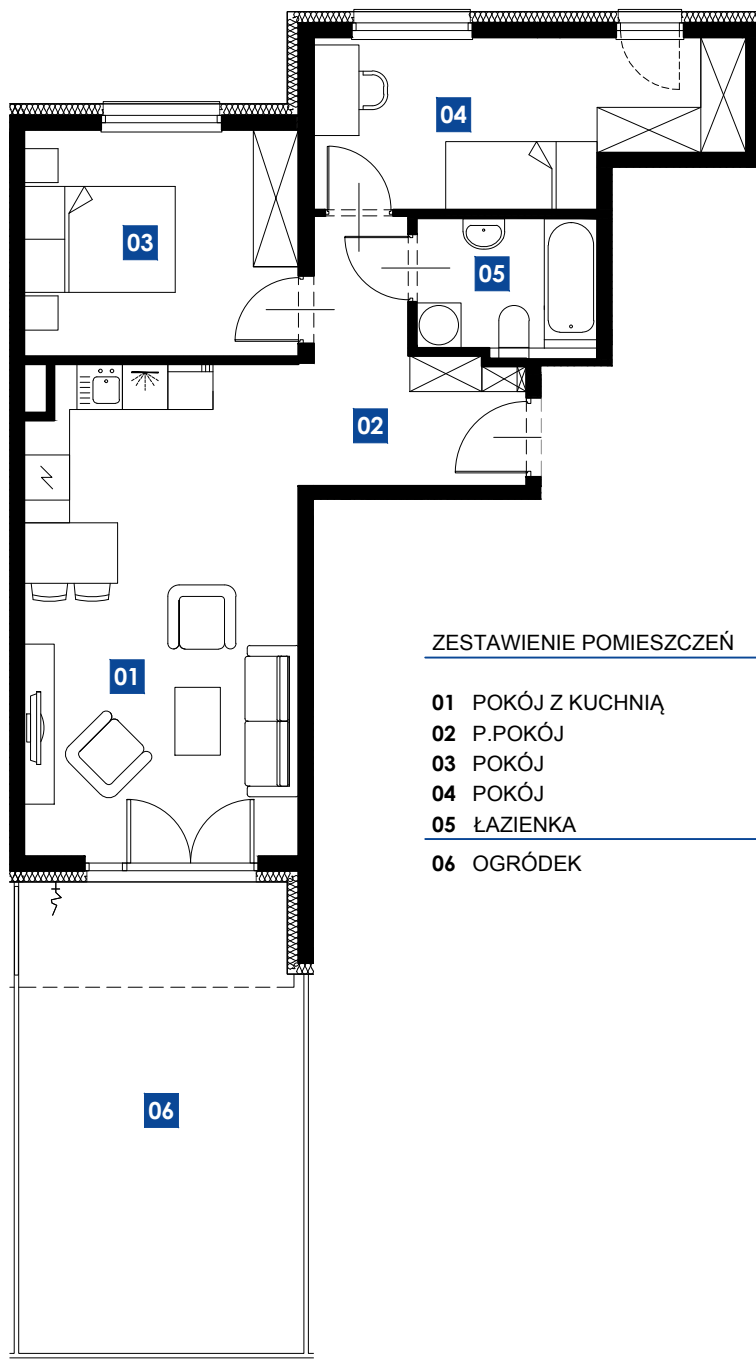 04
03
05
02
01
ZESTAWIENIE POMIESZCZEŃ
01 POKÓJ Z KUCHNIĄ
02 P.POKÓJ
03 POKÓJ
04 POKÓJ
05 ŁAZIENKA
06 OGRÓDEK
06